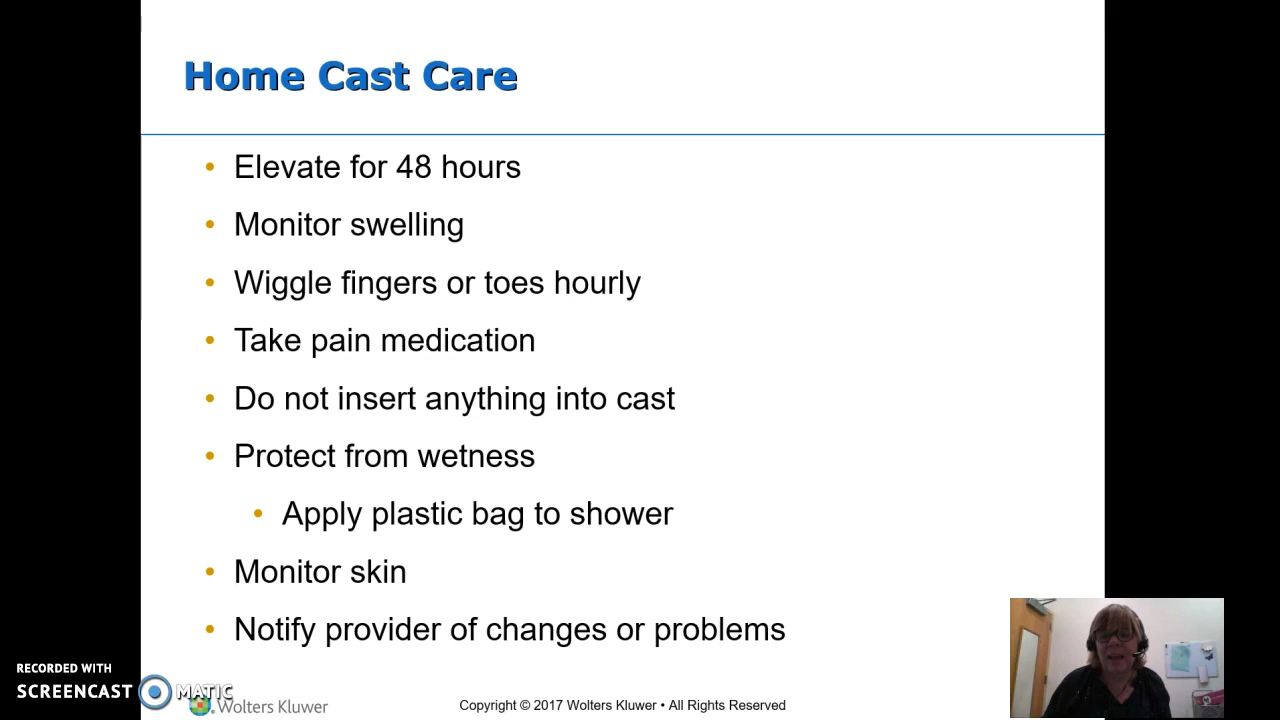 Home Cast Care
• Elevate for 48 hours
• Monitor swelling
• Wiggle fingers or toes hourly
• Take pain medication
• Do not insert anything into cast
• Protect from wetness
• Apply plastic bag to shower
• Monitor skin
• Notify provider of changes or problems
RECORDED WITH
SCREENCAST MATIC
Wolters Kluwer
Copyright © 2017 Wolters Kluwer • All Rights Reserved